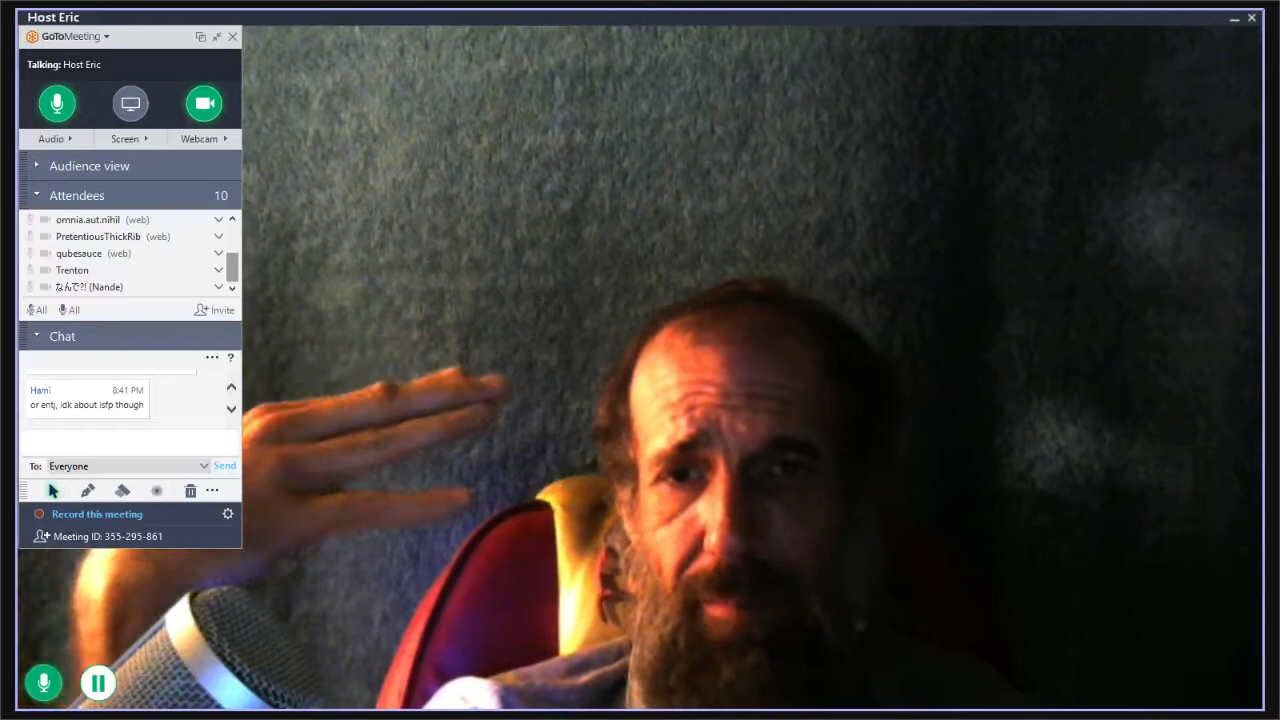 Host Eric
GoToMeeting
Talking: Host Eric
Audio
Screen
Webcam
Audience view
Attendees 10
omnia.aut.nihil (web)
PretentiousThickRib (web)
qubesauce (web)
Trenton
なんで?! (Nande)
All
All
Invite
Chat
?
Hami 8:41 PM
or entj, idk about isfp though
To: Everyone Send
Record this meeting
Meeting ID: 355-295-861